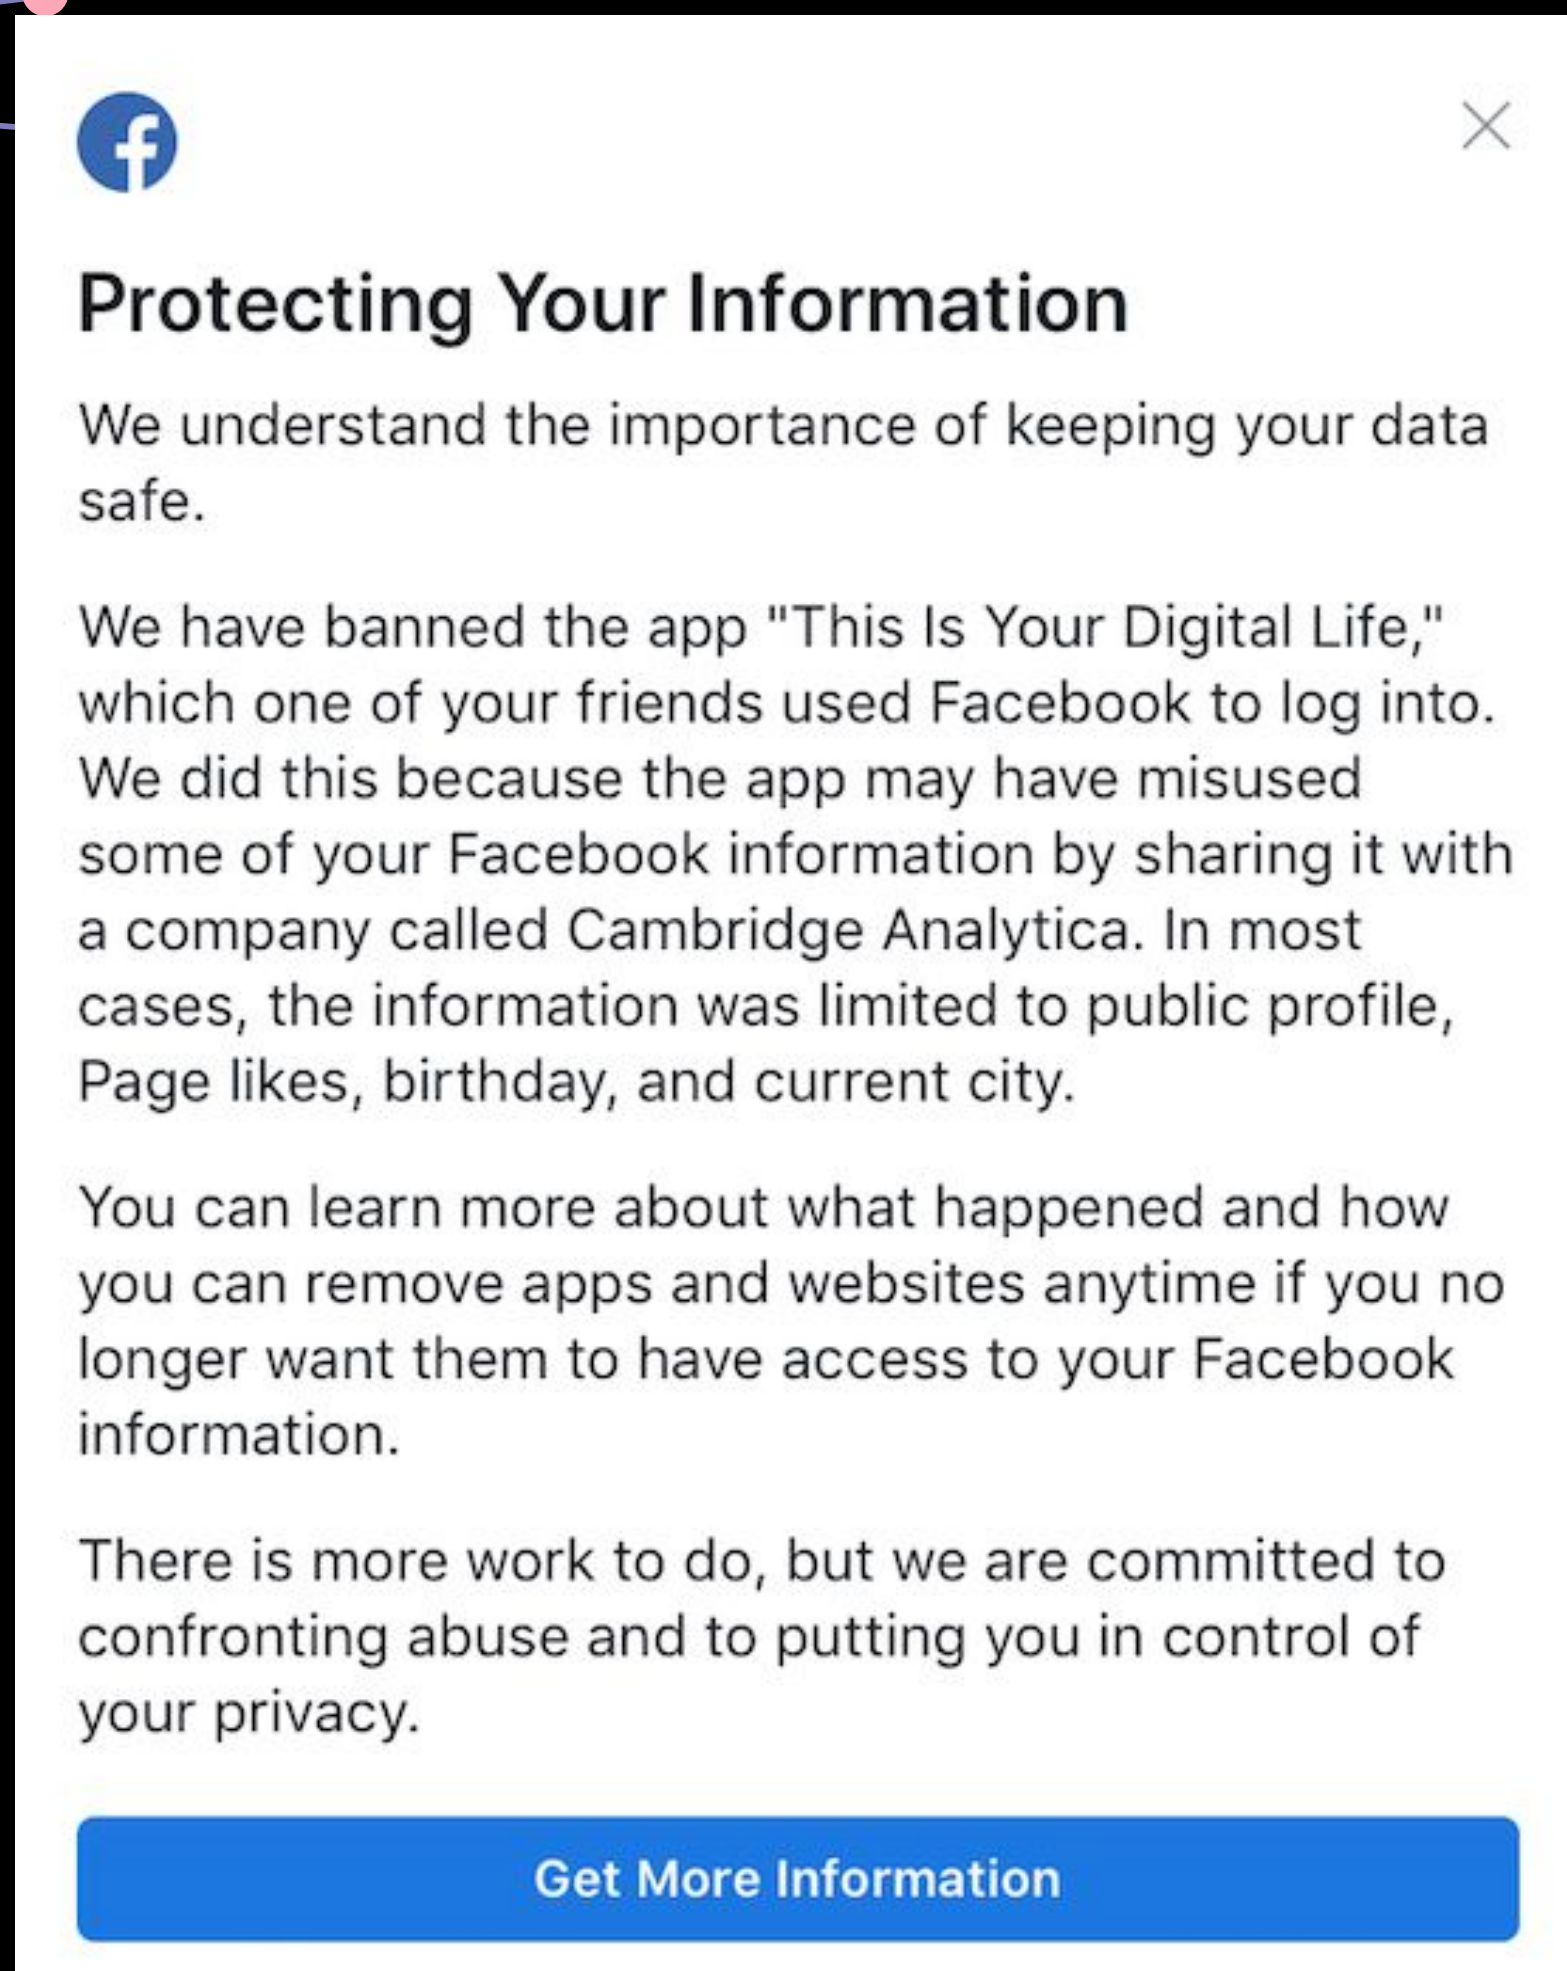 Protecting Your Information
We understand the importance of keeping your data
safe.
We have banned the app "This Is Your Digital Life,"
which one of your friends used Facebook to log into.
We did this because the app may have misused
some of your Facebook information by sharing it with
a company called Cambridge Analytica. In most
cases, the information was limited to public profile,
Page likes, birthday, and current city.
You can learn more about what happened and how
you can remove apps and websites anytime if you no
longer want them to have access to your Facebook
information.
There is more work to do, but we are committed to
confronting abuse and to putting you in control of
your privacy.
Get More Information